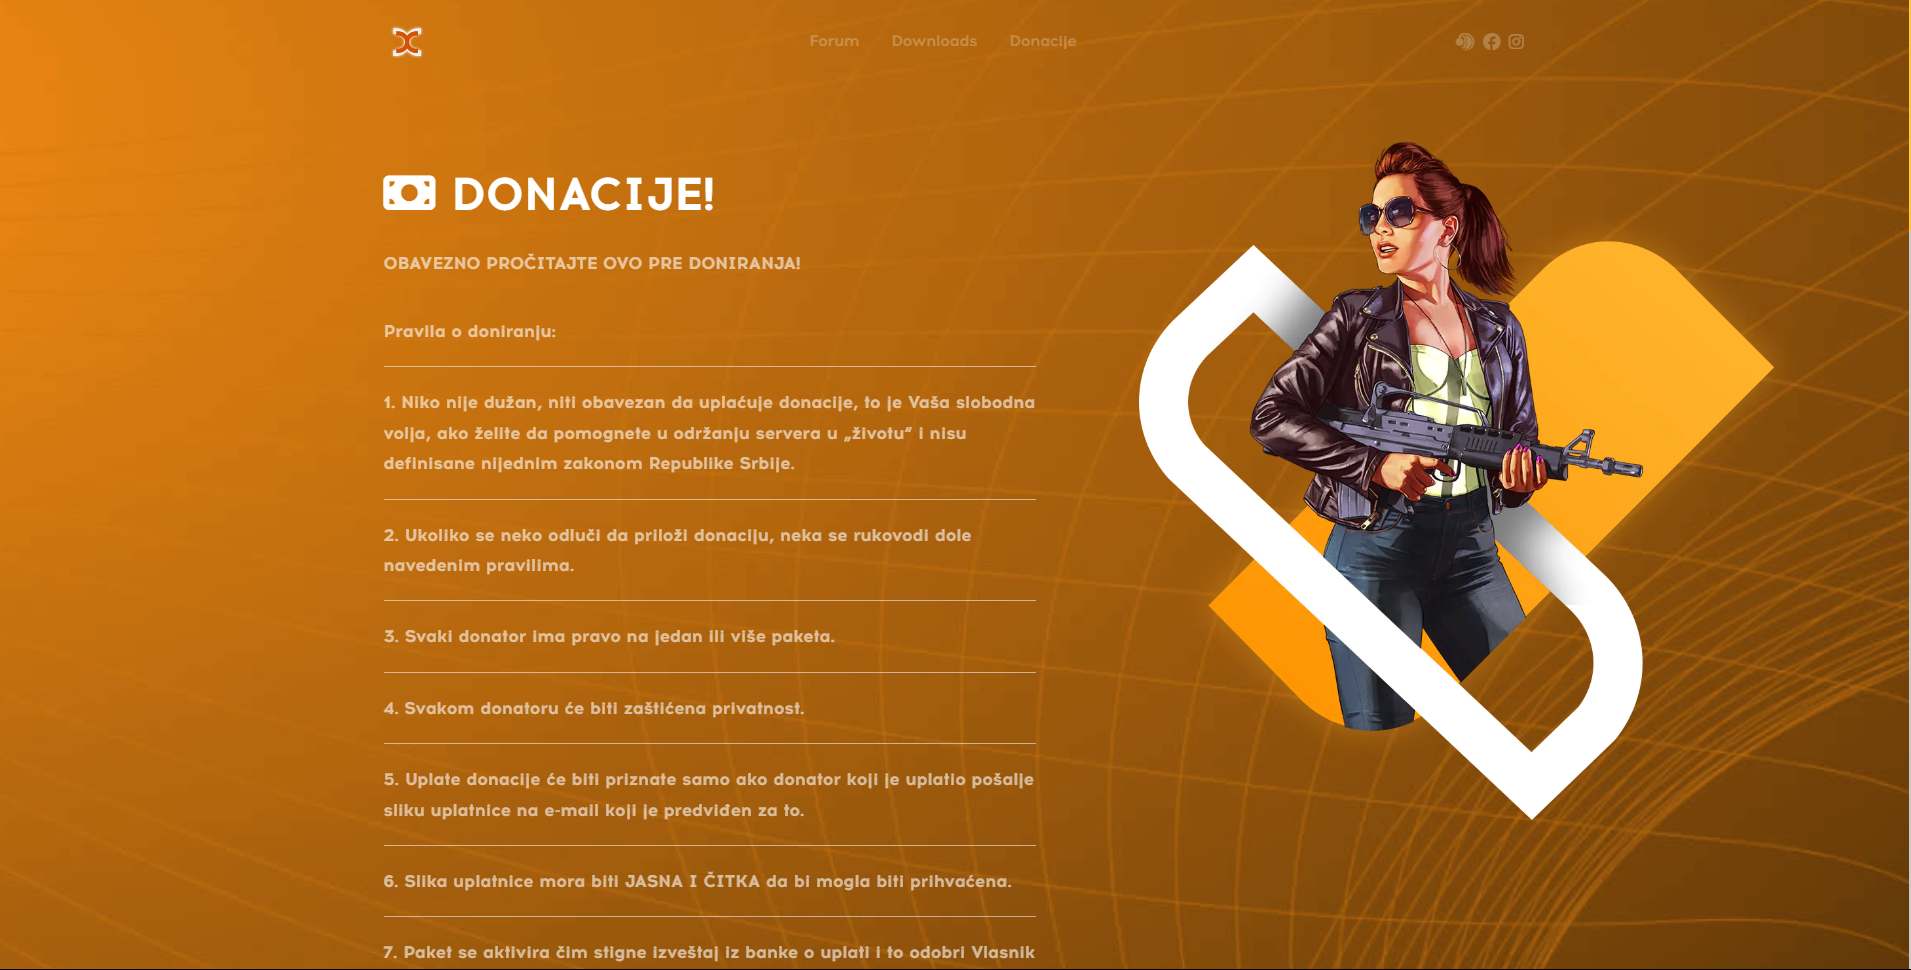 Forum Downloads Donacije
DONACIJE!
OBAVEZNO PROČITAJTE OVO PRE DONIRANJA!
Pravila o doniranju:
1. Niko nije dužan, niti obavezan da uplaćuje donacije, to je Vaša slobodna
volja, ako želite da pomognete u održanju servera u „životu“ i nisu
definisane nijednim zakonom Republike Srbije.
2. Ukoliko se neko odluči da priloži donaciju, neka se rukovodi dole
navedenim pravilima.
3. Svaki donator ima pravo na jedan ili više paketa.
4. Svakom donatoru će biti zaštićena privatnost.
5. Uplate donacije će biti priznate samo ako donator koji je uplatio pošalje
sliku uplatnice na e-mail koji je predviđen za to.
6. Slika uplatnice mora biti JASNA I ČITKA da bi mogla biti prihvaćena.
7. Paket se aktivira čim stigne izveštaj iz banke o uplati i to odobri Vlasnik